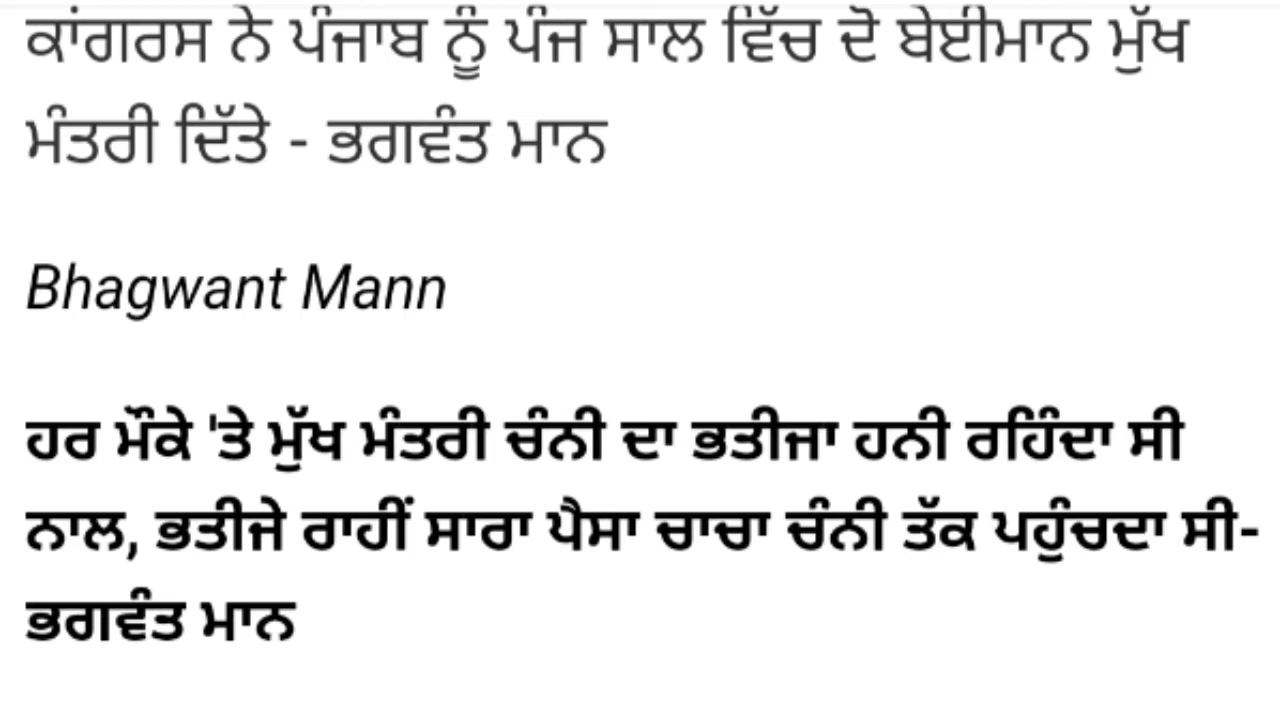 ਕਾਂਗਰਸ ਨੇ ਪੰਜਾਬ ਨੂੰ ਪੰਜ ਸਾਲ ਵਿੱਚ ਦੋ ਬੇਈਮਾਨ ਮੁੱਖ
ਮੰਤਰੀ ਦਿੱਤੇ - ਭਗਵੰਤ ਮਾਨ
Bhagwant Mann
ਹਰ ਮੌਕੇ 'ਤੇ ਮੁੱਖ ਮੰਤਰੀ ਚੰਨੀ ਦਾ ਭਤੀਜਾ ਹਨੀ ਰਹਿੰਦਾ ਸੀ
ਨਾਲ, ਭਤੀਜੇ ਰਾਹੀਂ ਸਾਰਾ ਪੈਸਾ ਚਾਚਾ ਚੰਨੀ ਤੱਕ ਪਹੁੰਚਦਾ ਸੀ-
ਭਗਵੰਤ ਮਾਨ